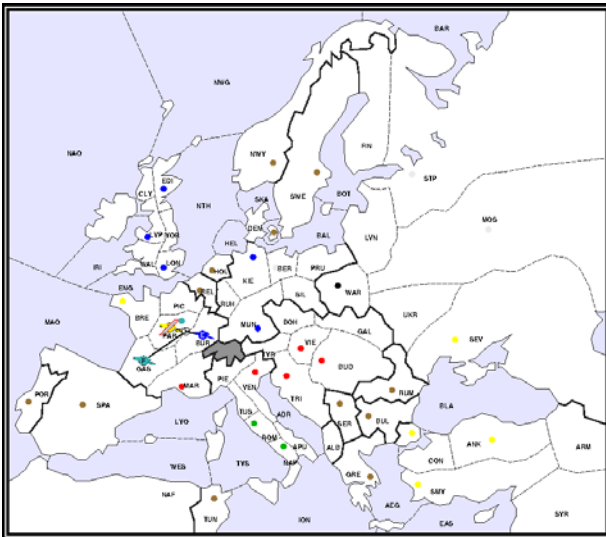 BAR
NWG
NAO
FIN
NWY
STP
EDI
CLY
SWE
BOT
MOS
NTH
SKA
LVP YOR
DEN
BAL
LVN
IRI
WAL LON
HEL
HOL
KIE
BER
PRU
ENG
BEL
RUH
SIL
WAR
PIC
MAO
BRE
UKR
PAR
MUN
BOH
GAL
BUR
SEV
VIE
GAS
TYR
BUD
MAR
PIE
VEN
TRI
RUM
POR
SPA
TUS
ADR
SER
BUL
BLA
LYO
ROM
APU
ALB
ANK
ARM
CON
WES
TYS
NAP
GRE
SMY
NAF
TUN
ION
AEG
EAS
SYR